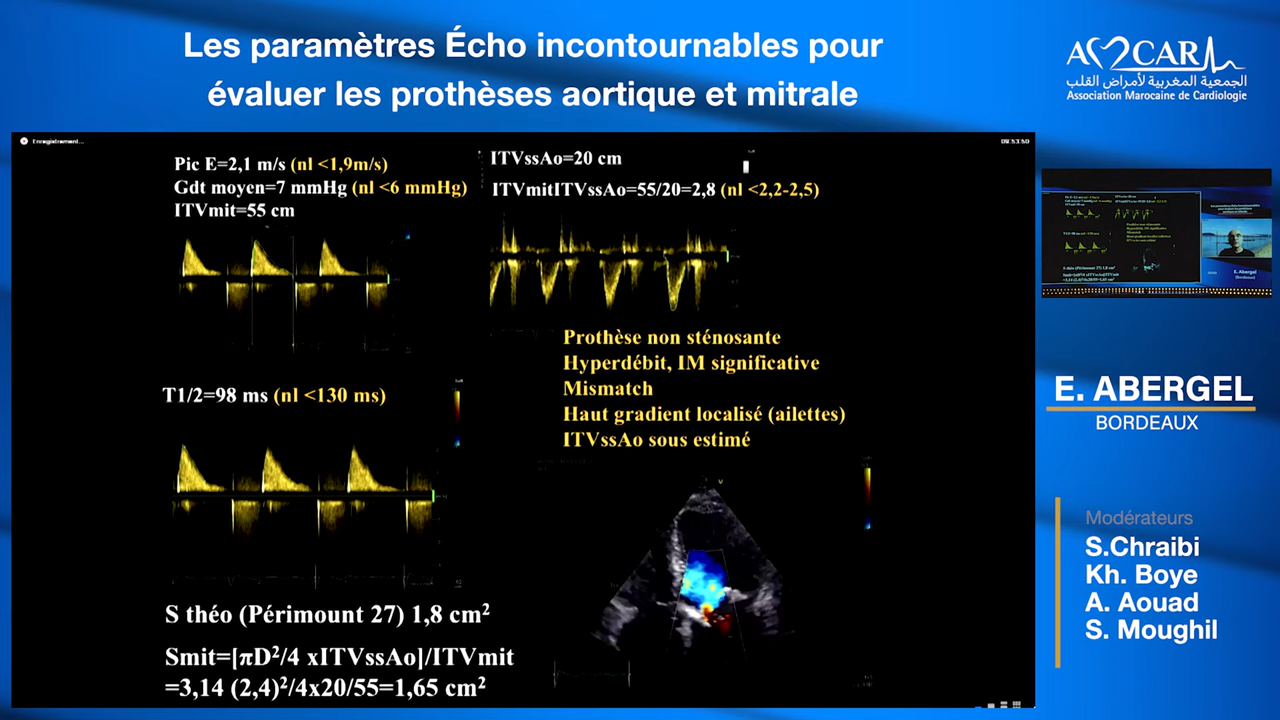 Les paramètres Écho incontournables pour
évaluer les prothèses aortique et mitrale
Enregistrement...
Pic E=2,1 m/s (nl <1,9m/s)
Gdt moyen=7 mmHg (nl <6 mmHg)
ITVmit=55 cm
ITVssAo=20 cm
ITVmitITVssAo=55/20=2,8 (nl <2,2-2,5)
T1/2=98 ms (nl <130 ms)
Prothèse non sténosante
Hyperdébit, IM significative
Mismatch
Haut gradient localisé (ailettes)
ITVssAo sous estimé
S théo (Périmount 27) 1,8 cm²
Smit=[πD²/4 xITVssAo]/ITVmit
=3,14 (2,4)²/4x20/55=1,65 cm²
الجمعية المغربية لأمراض القلب
Association Marocaine de Cardiologie
E. Abergel
E. ABERGEL
BORDEAUX
Modérateurs
S.Chraibi
Kh. Boye
A. Aouad
S. Moughil